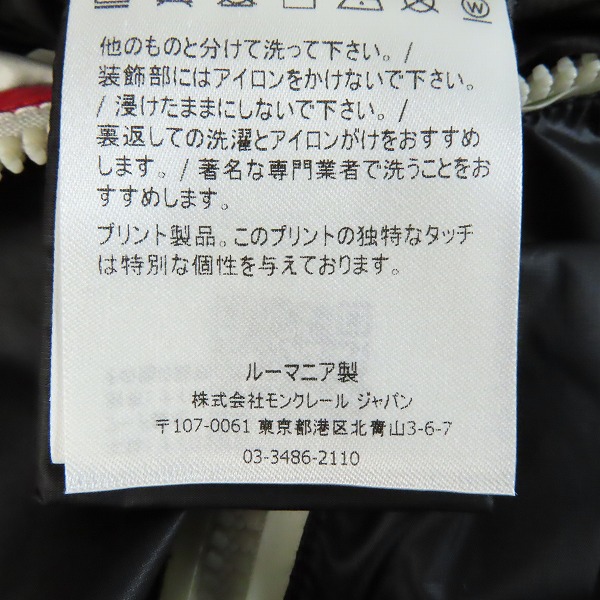 他のものと分けて洗って下さい。/
装飾部にはアイロンをかけないで下さい。
/ 浸けたままにしないで下さい。/
裏返しての洗濯とアイロンがけをおすすめ
します。/ 著名な専門業者で洗うことをお
すすめします。
プリント製品。このプリントの独特なタッチ
は特別な個性を与えております。
ルーマニア製
株式会社モンクレール ジャパン
〒107-0061 東京都港区北青山3-6-7
03-3486-2110